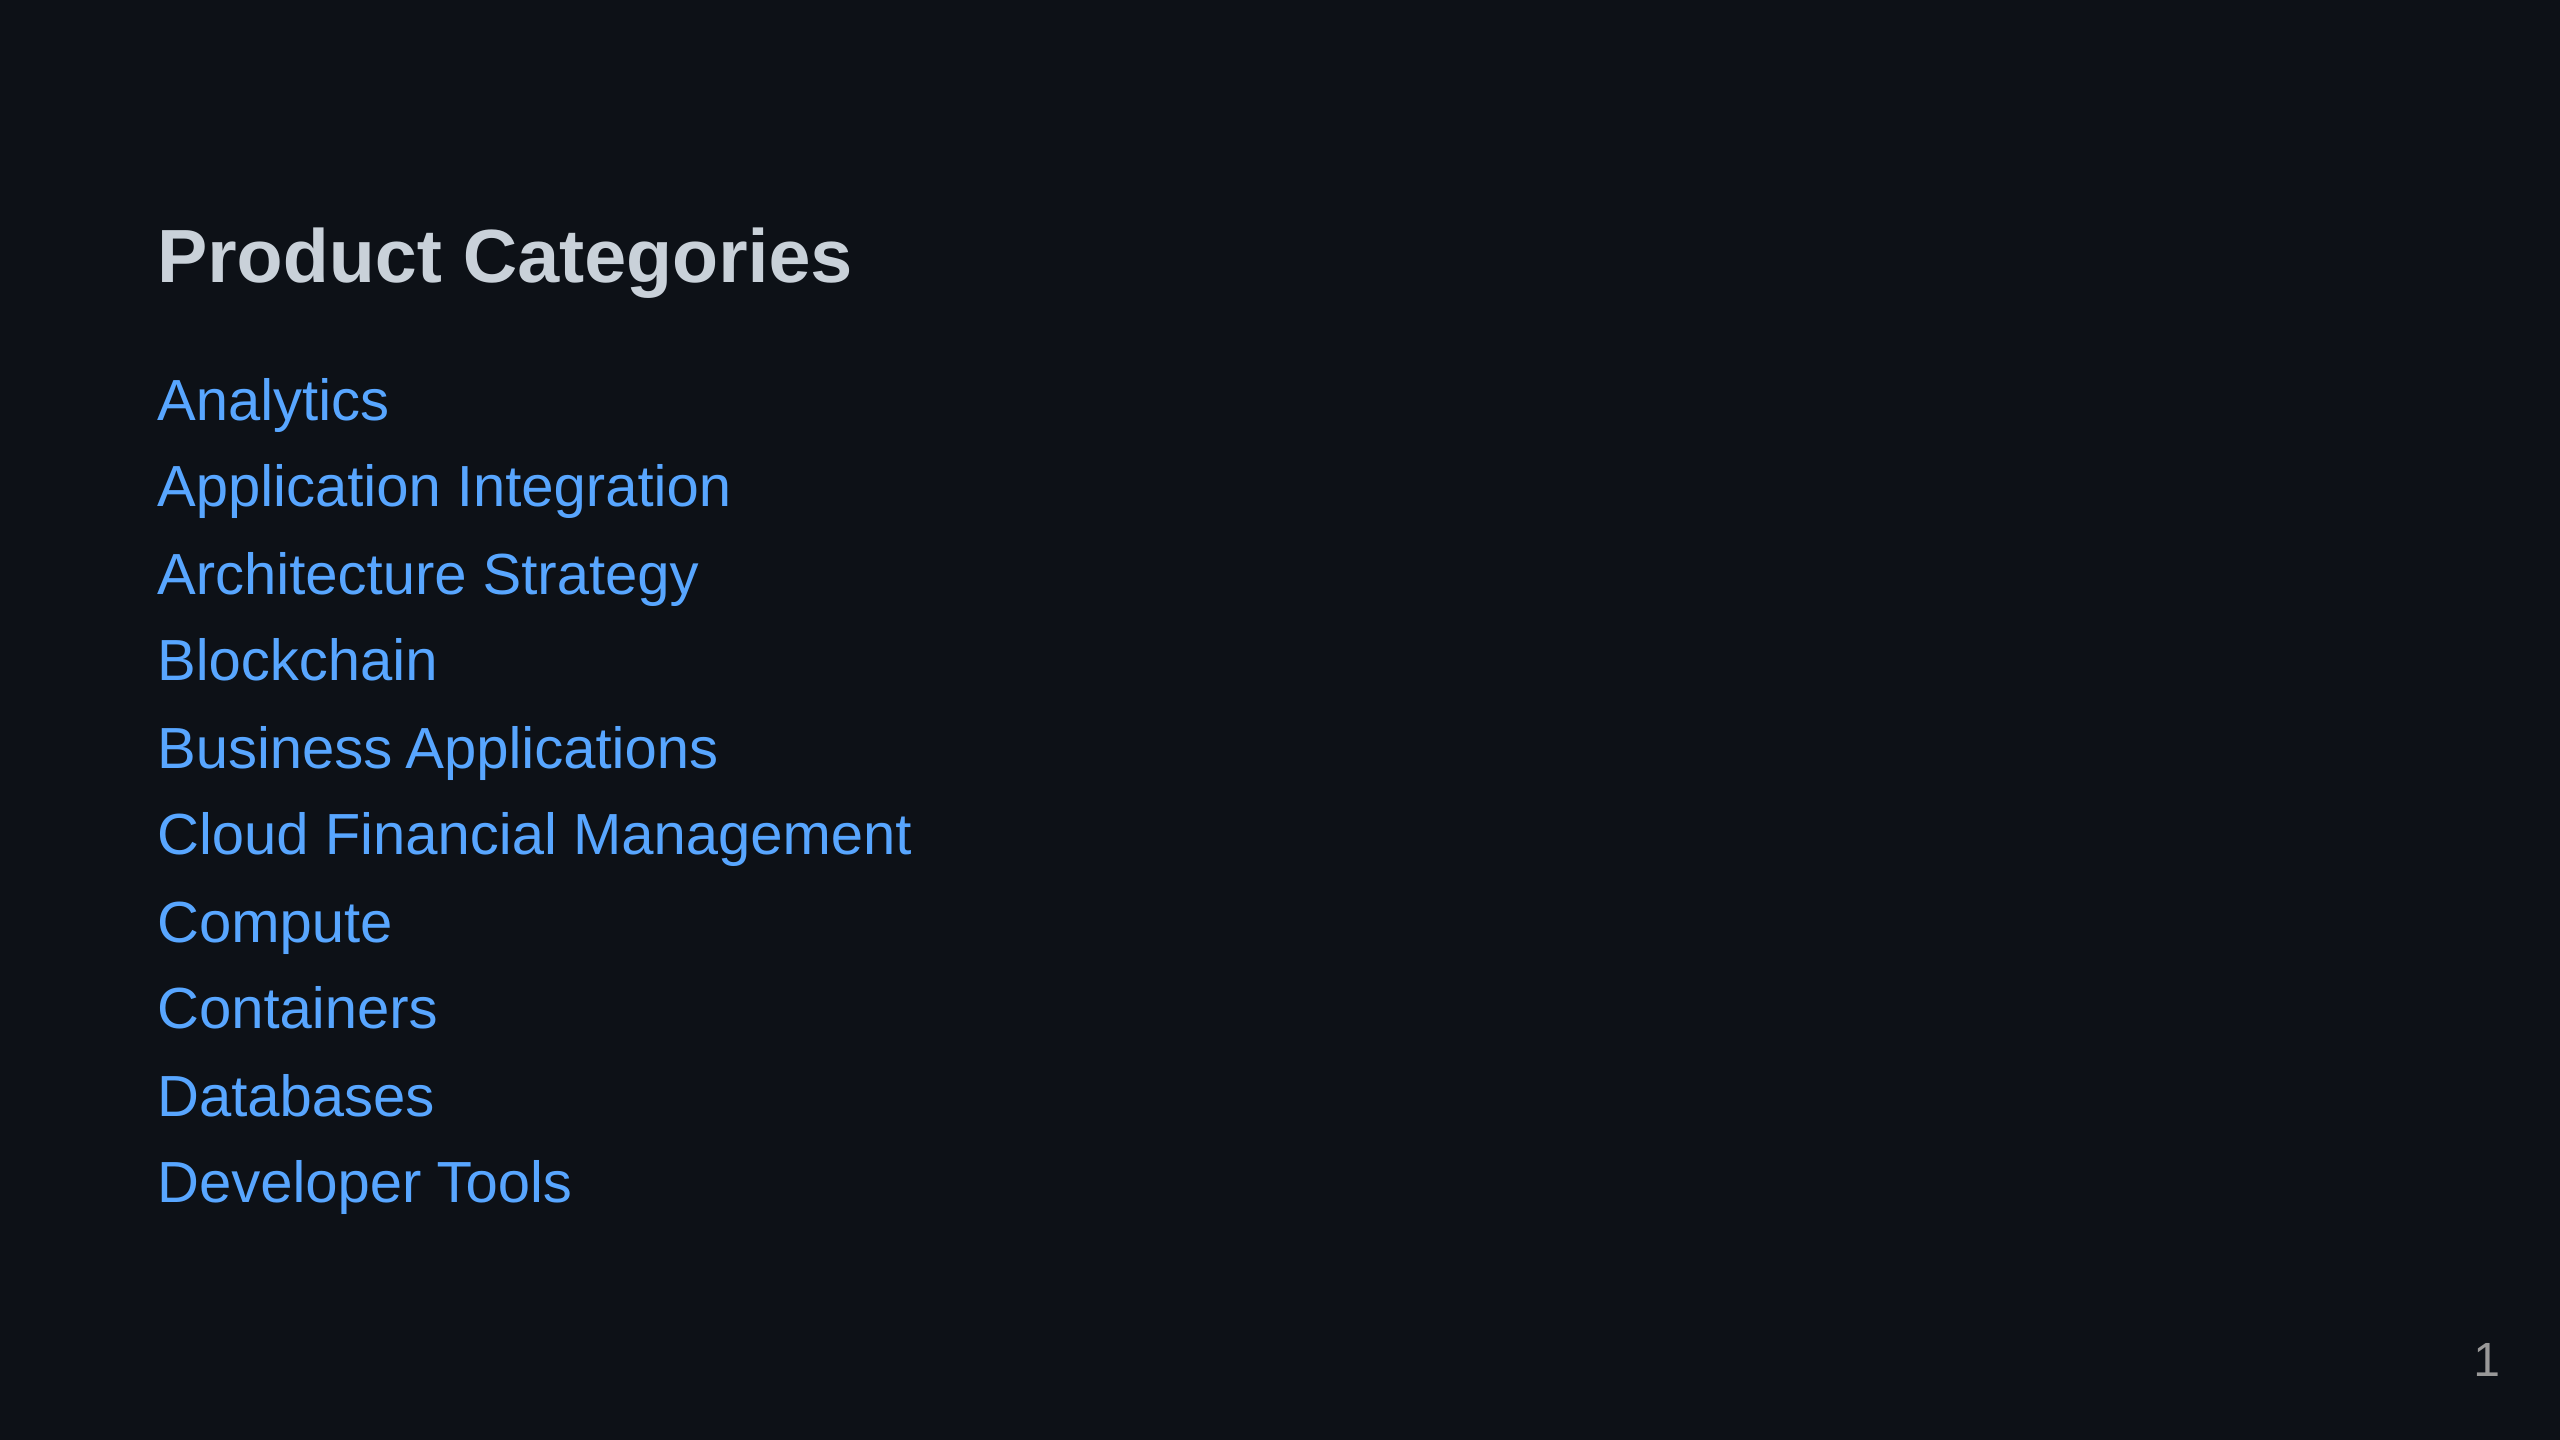 Product Categories
Analytics
Application Integration
Architecture Strategy
Blockchain
Business Applications
Cloud Financial Management
Compute
Containers
Databases
Developer Tools
1